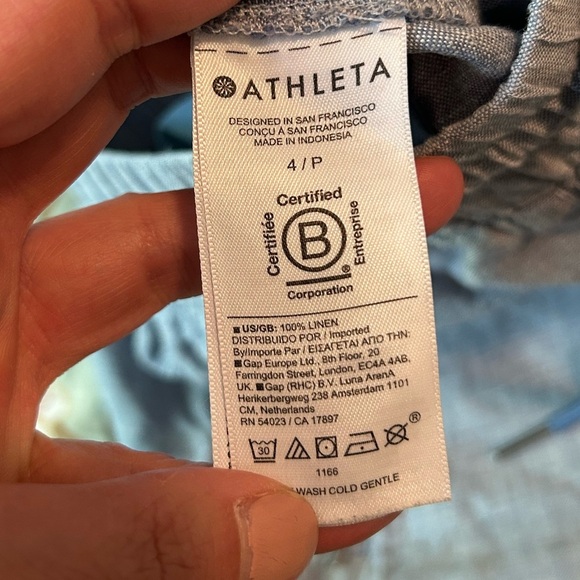 ATHLETA
DESIGNED IN SAN FRANCISCO
CONÇU À SAN FRANCISCO
MADE IN INDONESIA
4 / P
Certified
Certifiée
B
Entreprise
®
Corporation
US/GB: 100% LINEN
DISTRIBUIDO POR / Imported
By/Importe Par / ΕΙΣΑΓΕΤΑΙ ΑΠΟ ΤΗΝ:
Gap Europe Ltd., 8th Floor, 20
Farringdon Street, London, EC4A 4AB,
UK. Gap (RHC) B.V. Luna ArenA
Herikerbergweg 238 Amsterdam 1101
CM, Netherlands
RN 54023 / CA 17897
30
®
1166
WASH COLD GENTLE